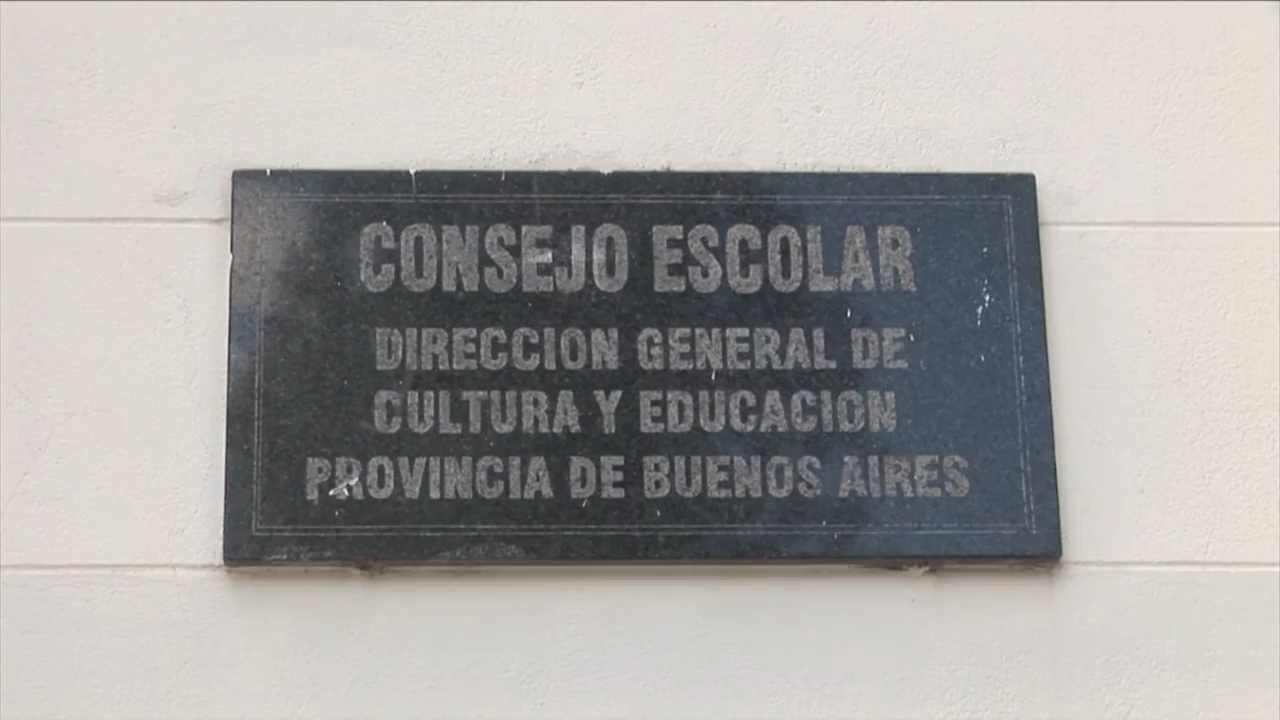 CONSEJO ESCOLAR
DIRECCION GENERAL DE
CULTURA Y EDUCACION
PROVINCIA DE BUENOS AIRES